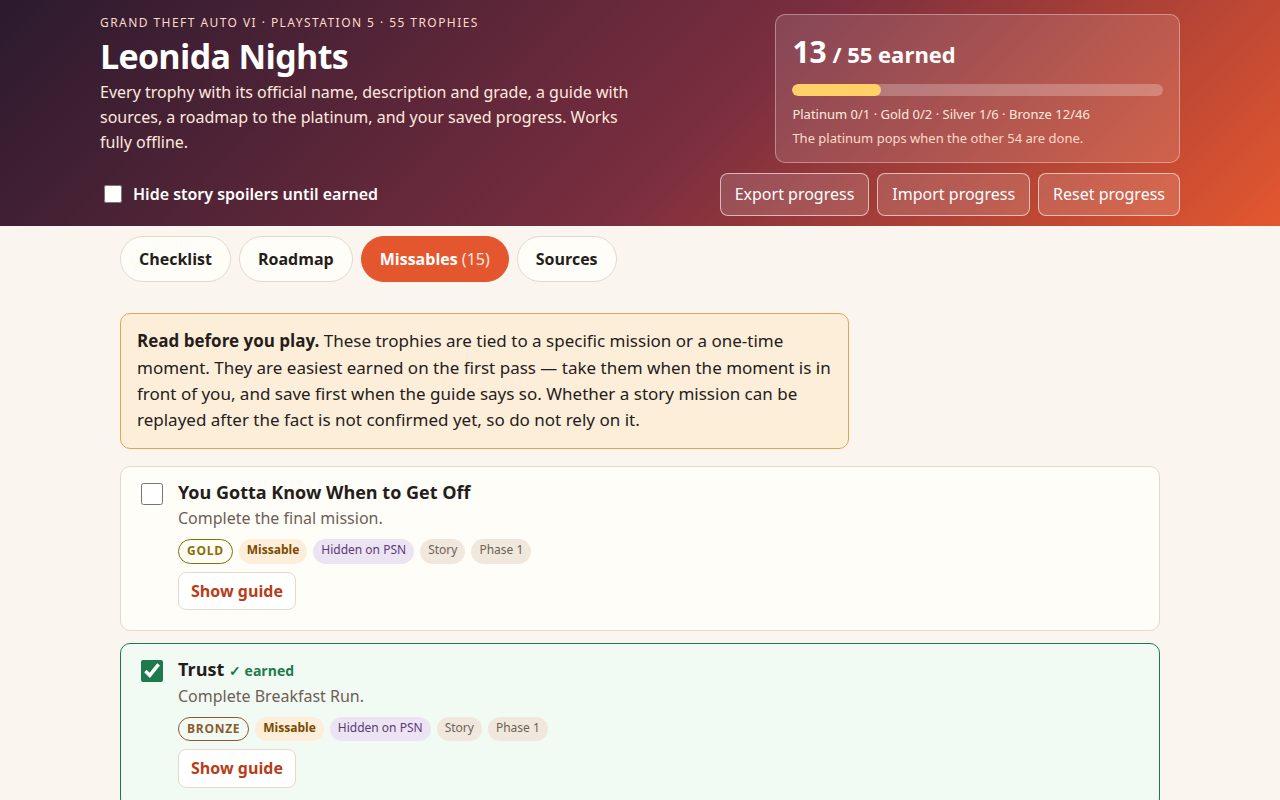 GRAND THEFT AUTO VI · PLAYSTATION 5 · 55 TROPHIES
Leonida Nights
Every trophy with its official name, description and grade, a guide with
sources, a roadmap to the platinum, and your saved progress. Works
fully offline.
13 / 55 earned
Platinum 0/1 · Gold 0/2 · Silver 1/6 · Bronze 12/46
The platinum pops when the other 54 are done.
Hide story spoilers until earned
Export progress
Import progress
Reset progress
Checklist
Roadmap
Missables (15)
Sources
Read before you play. These trophies are tied to a specific mission or a one-time
moment. They are easiest earned on the first pass — take them when the moment is in
front of you, and save first when the guide says so. Whether a story mission can be
replayed after the fact is not confirmed yet, so do not rely on it.
You Gotta Know When to Get Off
Complete the final mission.
GOLD Missable Hidden on PSN Story Phase 1
Show guide
Trust ✓ earned
Complete Breakfast Run.
BRONZE Missable Hidden on PSN Story Phase 1
Show guide